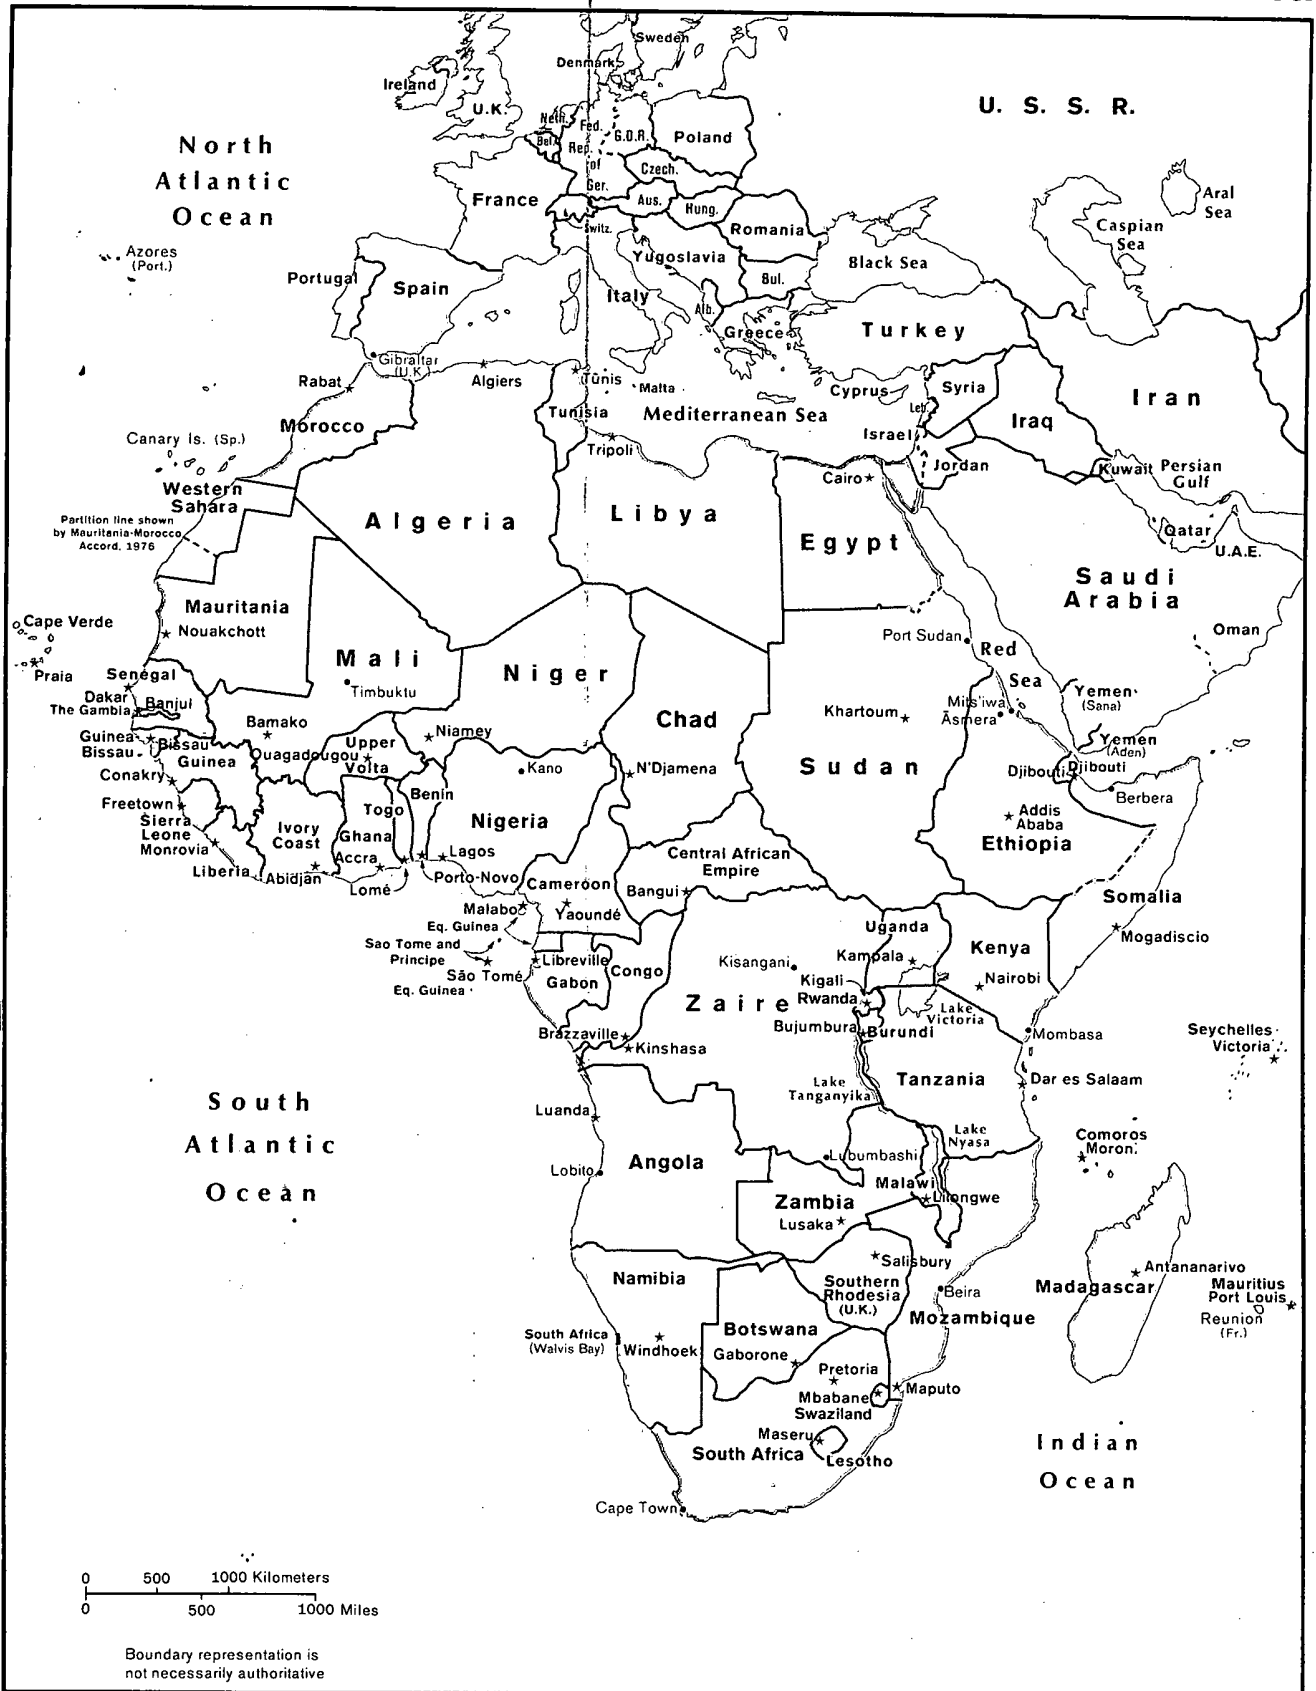 Sweden
Denmark
Ireland
U.K.
Neth.
Bel.
Fed.
Rep.
of
Ger.
G.D.R.
Poland
U. S. S. R.
Czech.
North
Atlantic
Ocean
France
Aus.
Hung.
Switz.
Romania
Aral
Sea
Caspian
Sea
Azores
(Port.)
Yugoslavia
Black Sea
Bul.
Portugal
Spain
Italy
Alb.
Greece
Turkey
Gibraltar
(U.K.)
Rabat
Algiers
Tūnis
Malta
Cyprus
Syria
Iran
Tunisia
Mediterranean Sea
Leb.
Iraq
Morocco
Israel
Canary Is. (Sp.)
Tripoli
Jordan
Kuwait
Persian
Gulf
Cairo
Western
Sahara
Partition line shown
by Mauritania-Morocco
Accord, 1976
Algeria
Libya
Egypt
Qatar
U.A.E.
Saudi
Arabia
Mauritania
Nouakchott
Cape Verde
Praia
Port Sudan
Red
Sea
Oman
Mali
Timbuktu
Niger
Senegal
Dakar
The Gambia
Banjul
Chad
Khartoum
Mits'iwa
Āsmera
Yemen
(Sana)
Yemen
(Aden)
Bamako
Niamey
Guinea-
Bissau
Bissau
Guinea
Ouagadougou
Upper
Volta
Conakry
Kano
N'Djamena
Sudan
Djibouti
Djibouti
Berbera
Freetown
Sierra
Leone
Monrovia
Liberia
Ivory
Coast
Abidjan
Togo
Ghana
Accra
Lomé
Benin
Nigeria
Lagos
Porto-Novo
Addis
Ababa
Ethiopia
Central African
Empire
Bangui
Cameroon
Yaoundé
Malabo
Eq. Guinea
Somalia
Mogadiscio
Uganda
Kampala
Kenya
Nairobi
Sao Tome and
Principe
São Tomé
Eq. Guinea
Libreville
Gabon
Congo
Kisangani
Kigali
Rwanda
Zaire
Lake
Victoria
Bujumbura
Burundi
Mombasa
Brazzaville
Kinshasa
Seychelles
Victoria
Tanzania
Dar es Salaam
Lake
Tanganyika
South
Atlantic
Ocean
Luanda
Lake
Nyasa
Comoros
Moroni
Lobito
Angola
Lubumbashi
Malawi
Lilongwe
Zambia
Lusaka
Salisbury
Southern
Rhodesia
(U.K.)
Beira
Mozambique
Madagascar
Antananarivo
Mauritius
Port Louis
Reunion
(Fr.)
Namibia
South Africa
(Walvis Bay)
Windhoek
Botswana
Gaborone
Pretoria
Mbabane
Swaziland
Maputo
Maseru
Lesotho
South Africa
Cape Town
Indian
Ocean
0 500 1000 Kilometers
0 500 1000 Miles
Boundary representation is
not necessarily authoritative